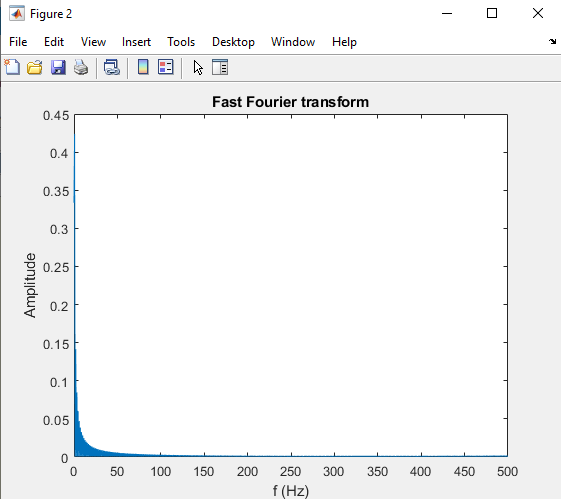 Figure 2
File Edit View Insert Tools Desktop Window Help
Fast Fourier transform
0.45
0.4
0.35
0.3
0.25
0.2
0.15
0.1
0.05
0
Amplitude
0 50 100 150 200 250 300 350 400 450 500
f (Hz)